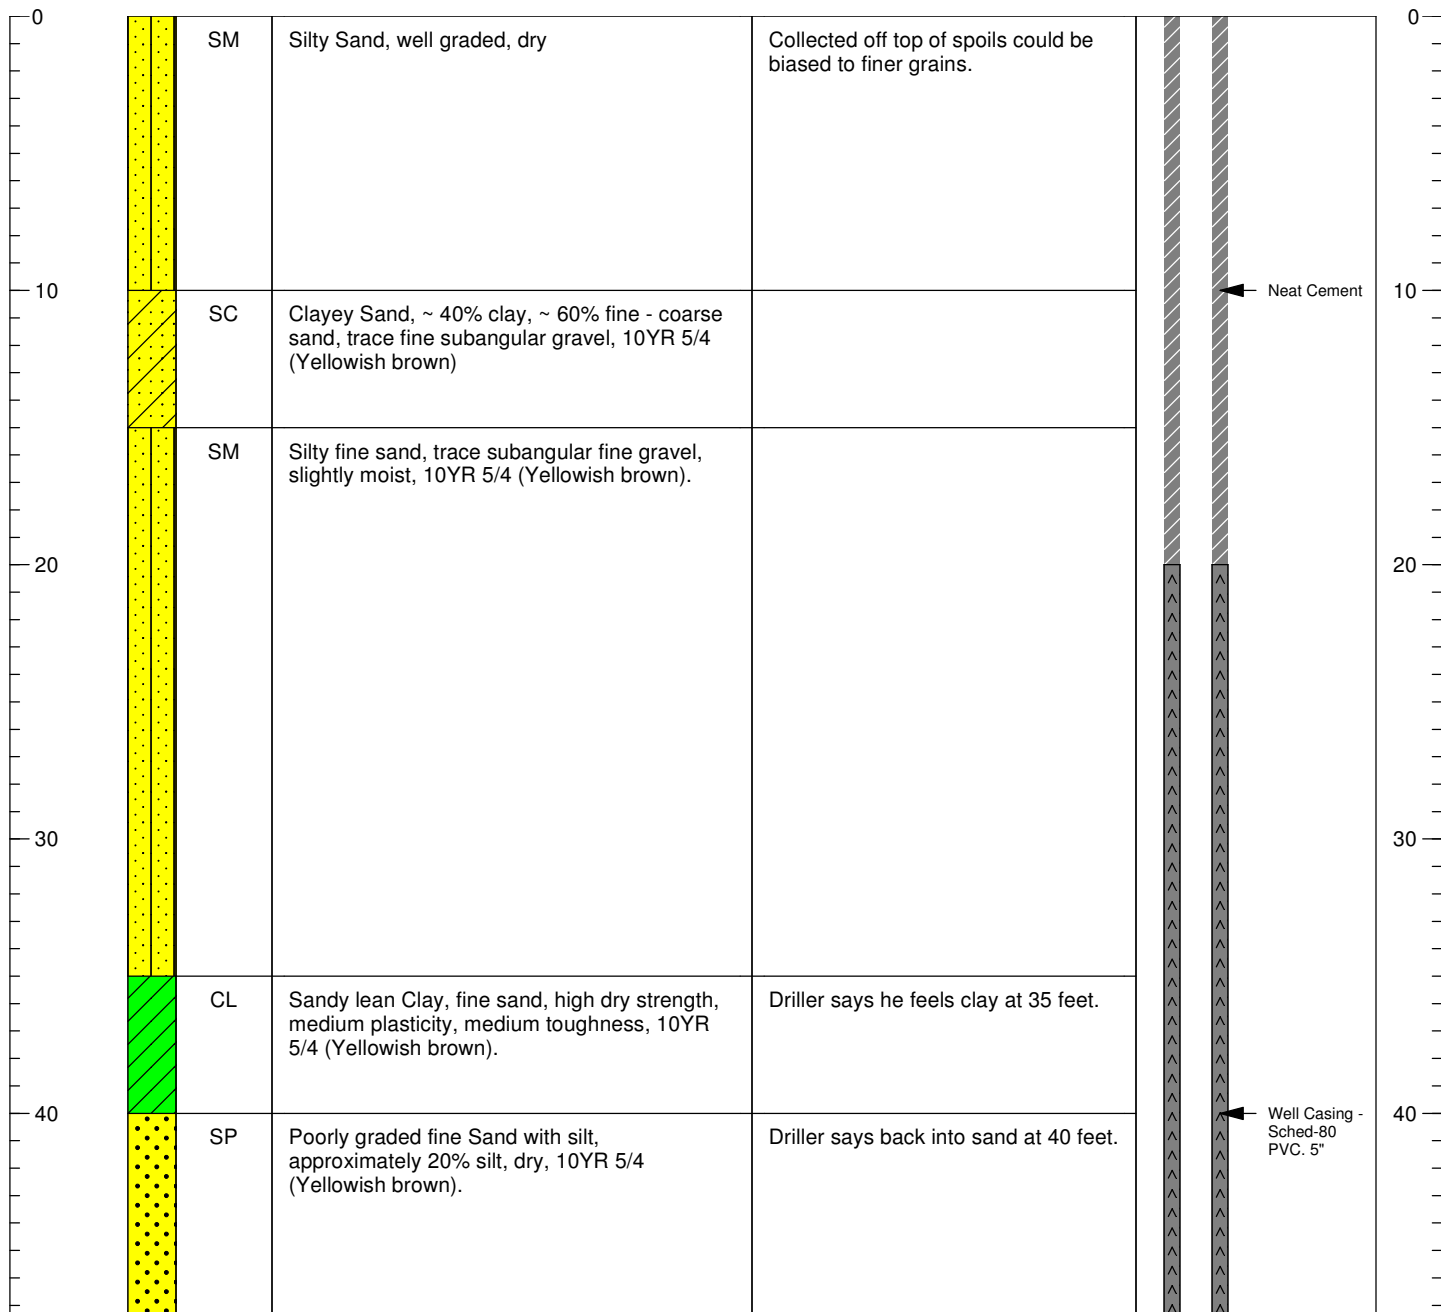 0
0
SM
Silty Sand, well graded, dry
Collected off top of spoils could be
biased to finer grains.
10
SC
Clayey Sand, ~ 40% clay, ~ 60% fine - coarse
sand, trace fine subangular gravel, 10YR 5/4
(Yellowish brown)
Neat Cement
10
SM
Silty fine sand, trace subangular fine gravel,
slightly moist, 10YR 5/4 (Yellowish brown).
20
20
30
30
CL
Sandy lean Clay, fine sand, high dry strength,
medium plasticity, medium toughness, 10YR
5/4 (Yellowish brown).
Driller says he feels clay at 35 feet.
40
SP
Poorly graded fine Sand with silt,
approximately 20% silt, dry, 10YR 5/4
(Yellowish brown).
Driller says back into sand at 40 feet.
Well Casing -
Sched-80
PVC. 5"
40